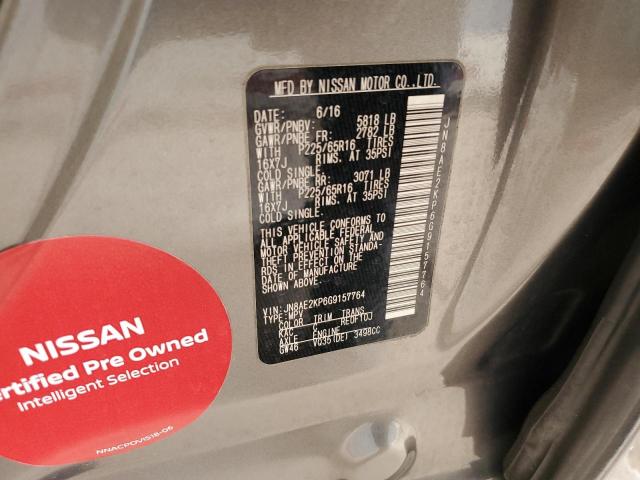 MFD BY NISSAN MOTOR CO.,LTD.
DATE: 6/16
GVWR/PNBV: 5818 LB
GAWR/PNBE FR: 2782 LB
WITH P225/65R16 TIRES
16X7J RIMS. AT 35PSI
COLD SINGLE.
GAWR/PNBE RR: 3071 LB
WITH P225/65R16 TIRES
16X7J RIMS. AT 35PSI
COLD SINGLE.
THIS VEHICLE CONFORMS TO
ALL APPLICABLE FEDERAL
MOTOR VEHICLE SAFETY AND
THEFT PREVENTION STANDA-
RDS IN EFFECT ON THE
DATE OF MANUFACTURE
SHOWN ABOVE.
VIN:JN8AE2KP6G9157764
TYPE:MPV
COLOR TRIM TRANS
KAC C RE0F10J
AXLE ENGINE
GW46 VQ35(DE) 3498CC
JN8AE2KP6G9157764
NISSAN
Certified Pre Owned
Intelligent Selection
NNACPOVIS18-05